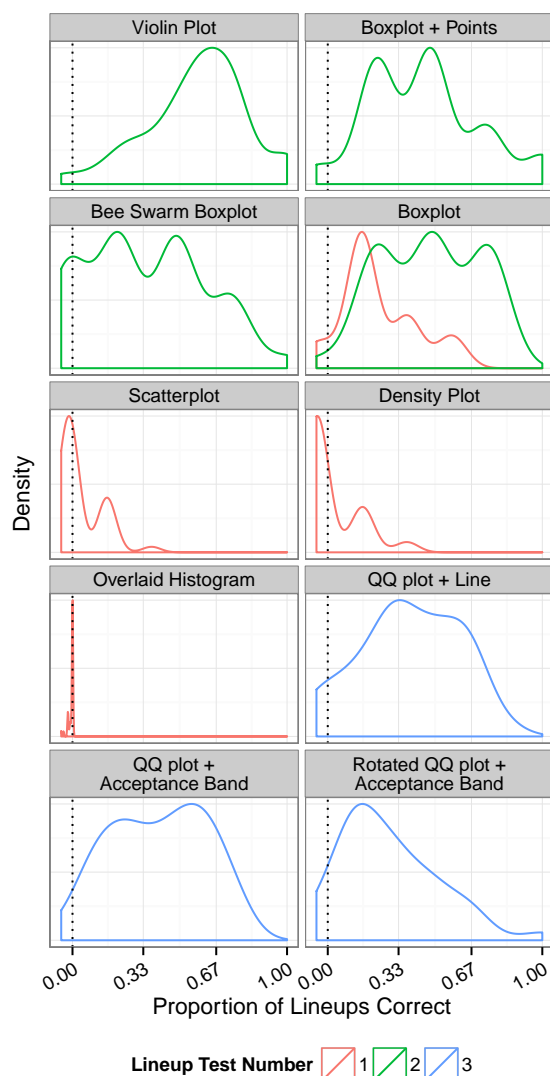 Violin Plot
Boxplot + Points
Bee Swarm Boxplot
Boxplot
Scatterplot
Density Plot
Overlaid Histogram
QQ plot + Line
QQ plot +
Acceptance Band
Rotated QQ plot +
Acceptance Band
Density
0.00 0.33 0.67 1.00
0.00 0.33 0.67 1.00
Proportion of Lineups Correct
Lineup Test Number 1 2 3